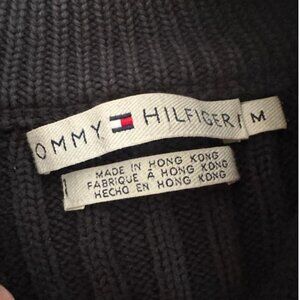 OMMY HILFIGER M
MADE IN HONG KONG
FABRIQUE À HONG KONG
HECHO EN HONG KONG